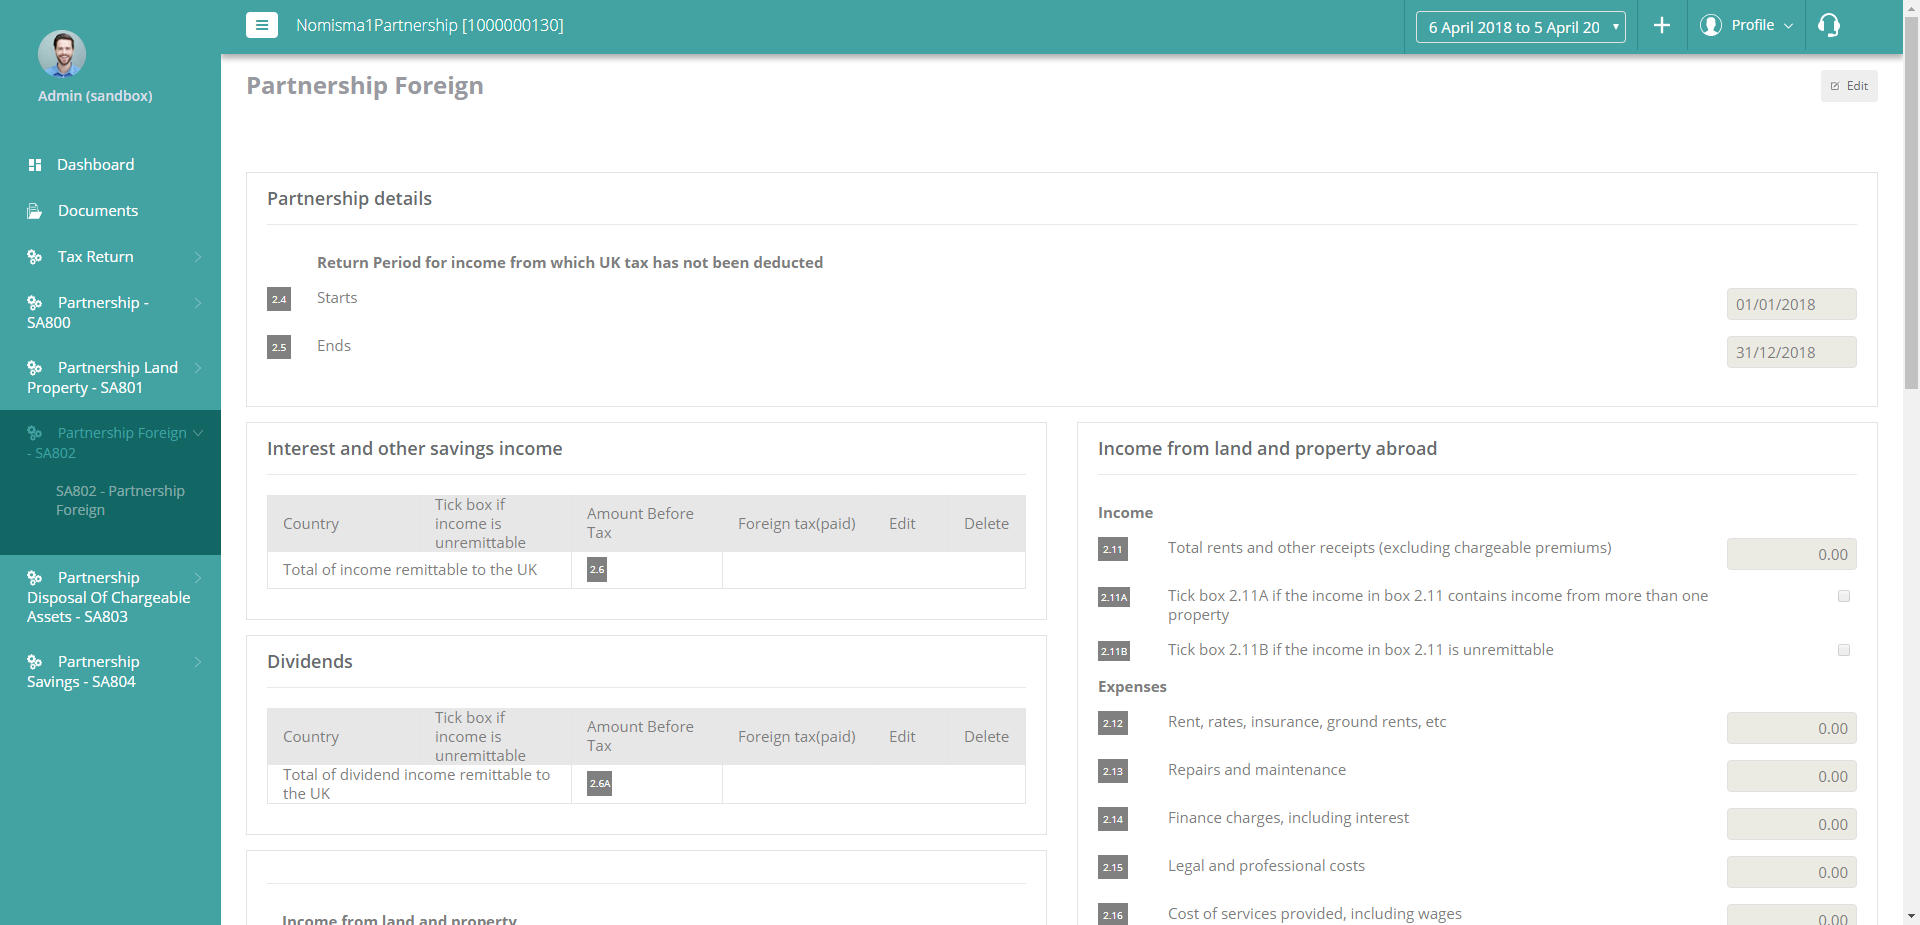 Nomisma1Partnership [1000000130]
6 April 2018 to 5 April 20
Profile
Admin (sandbox)
Dashboard
Documents
Tax Return
Partnership -
SA800
Partnership Land
Property - SA801
Partnership Foreign
- SA802
SA802 - Partnership
Foreign
Partnership
Disposal Of Chargeable
Assets - SA803
Partnership
Savings - SA804
Partnership Foreign
Edit
Partnership details
Return Period for income from which UK tax has not been deducted
2.4 Starts 01/01/2018
2.5 Ends 31/12/2018
Interest and other savings income
Country
Tick box if
income is
unremittable
Amount Before
Tax
Foreign tax(paid)
Edit
Delete
Total of income remittable to the UK 2.6
Dividends
Country
Tick box if
income is
unremittable
Amount Before
Tax
Foreign tax(paid)
Edit
Delete
Total of dividend income remittable to
the UK
2.6A
Income from land and property
Income from land and property abroad
Income
2.11 Total rents and other receipts (excluding chargeable premiums) 0.00
2.11A Tick box 2.11A if the income in box 2.11 contains income from more than one
property
2.11B Tick box 2.11B if the income in box 2.11 is unremittable
Expenses
2.12 Rent, rates, insurance, ground rents, etc 0.00
2.13 Repairs and maintenance 0.00
2.14 Finance charges, including interest 0.00
2.15 Legal and professional costs 0.00
2.16 Cost of services provided, including wages 0.00